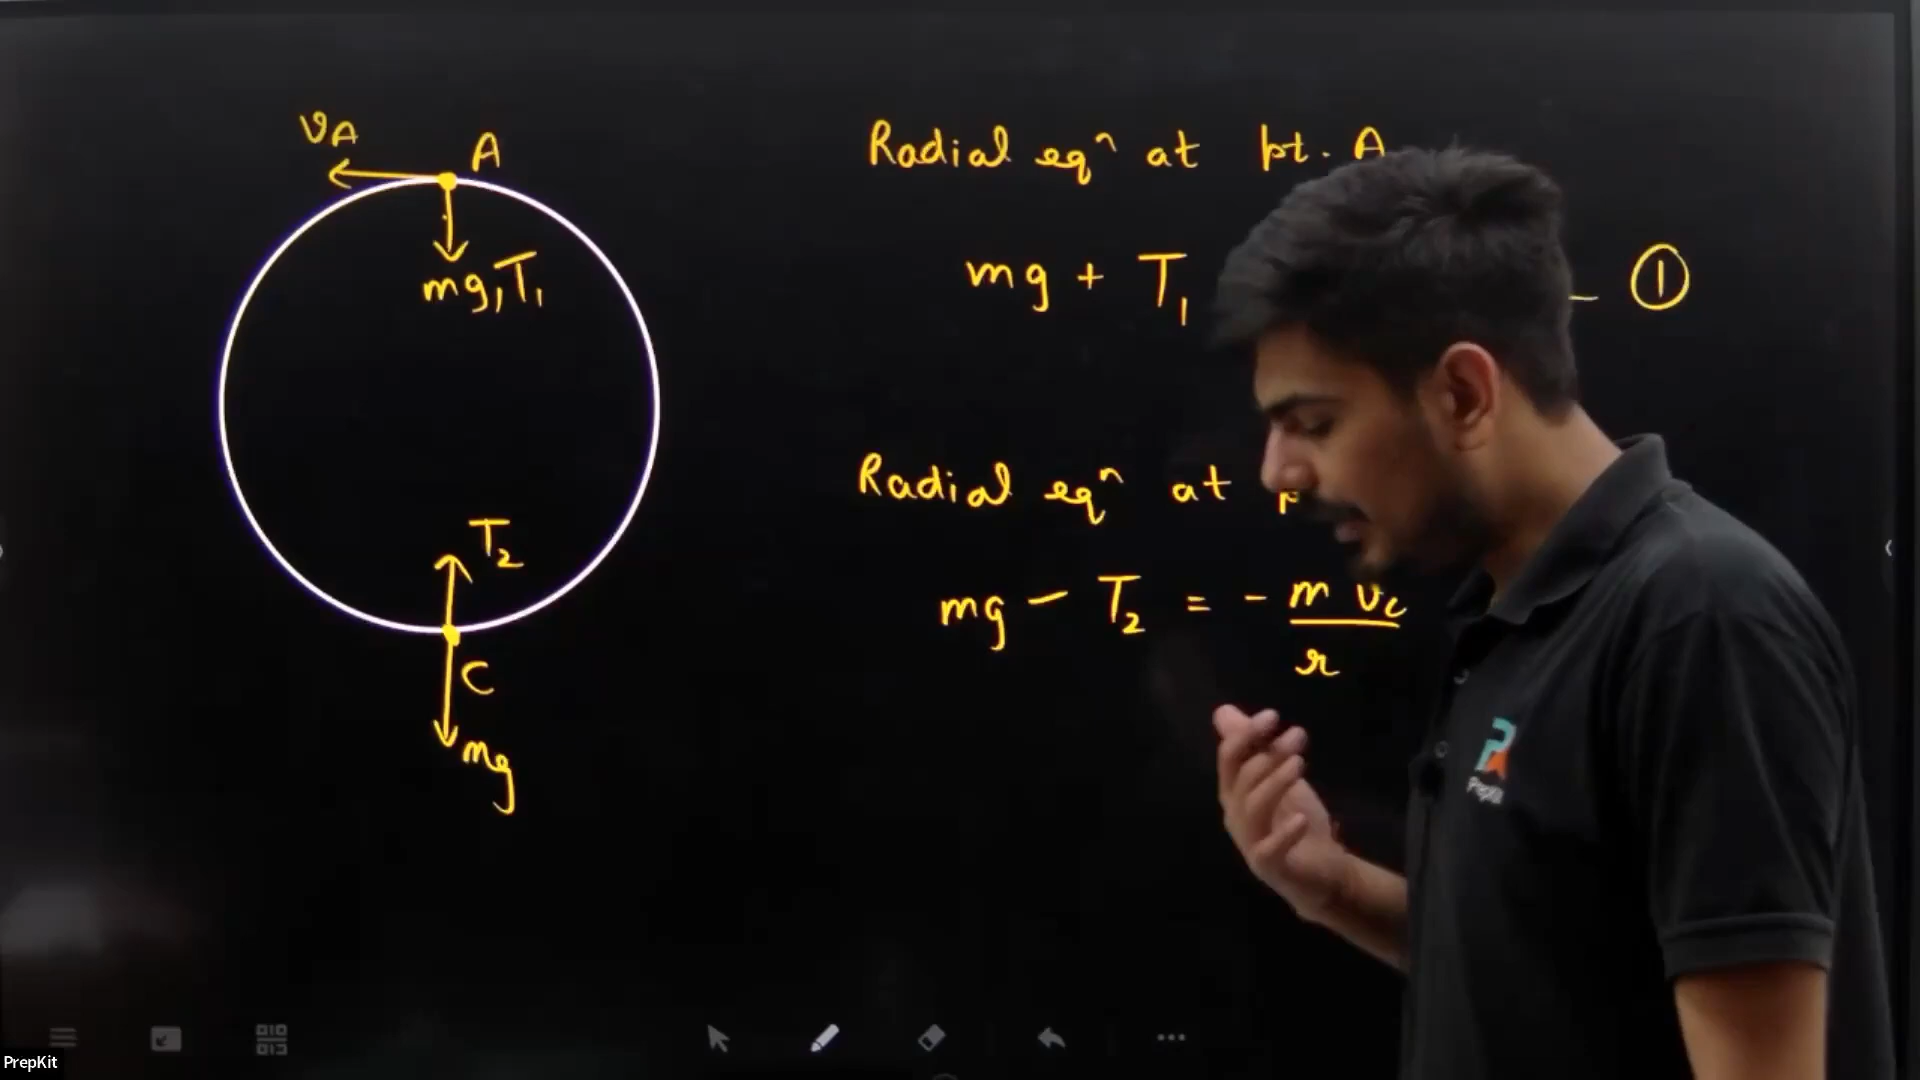 vA
A
mg, T1
T2
C
mg
Radial eqⁿ at pt. A
mg + T1 - ①
Radial eqⁿ at
mg - T2 = - m vc
r
PrepKit